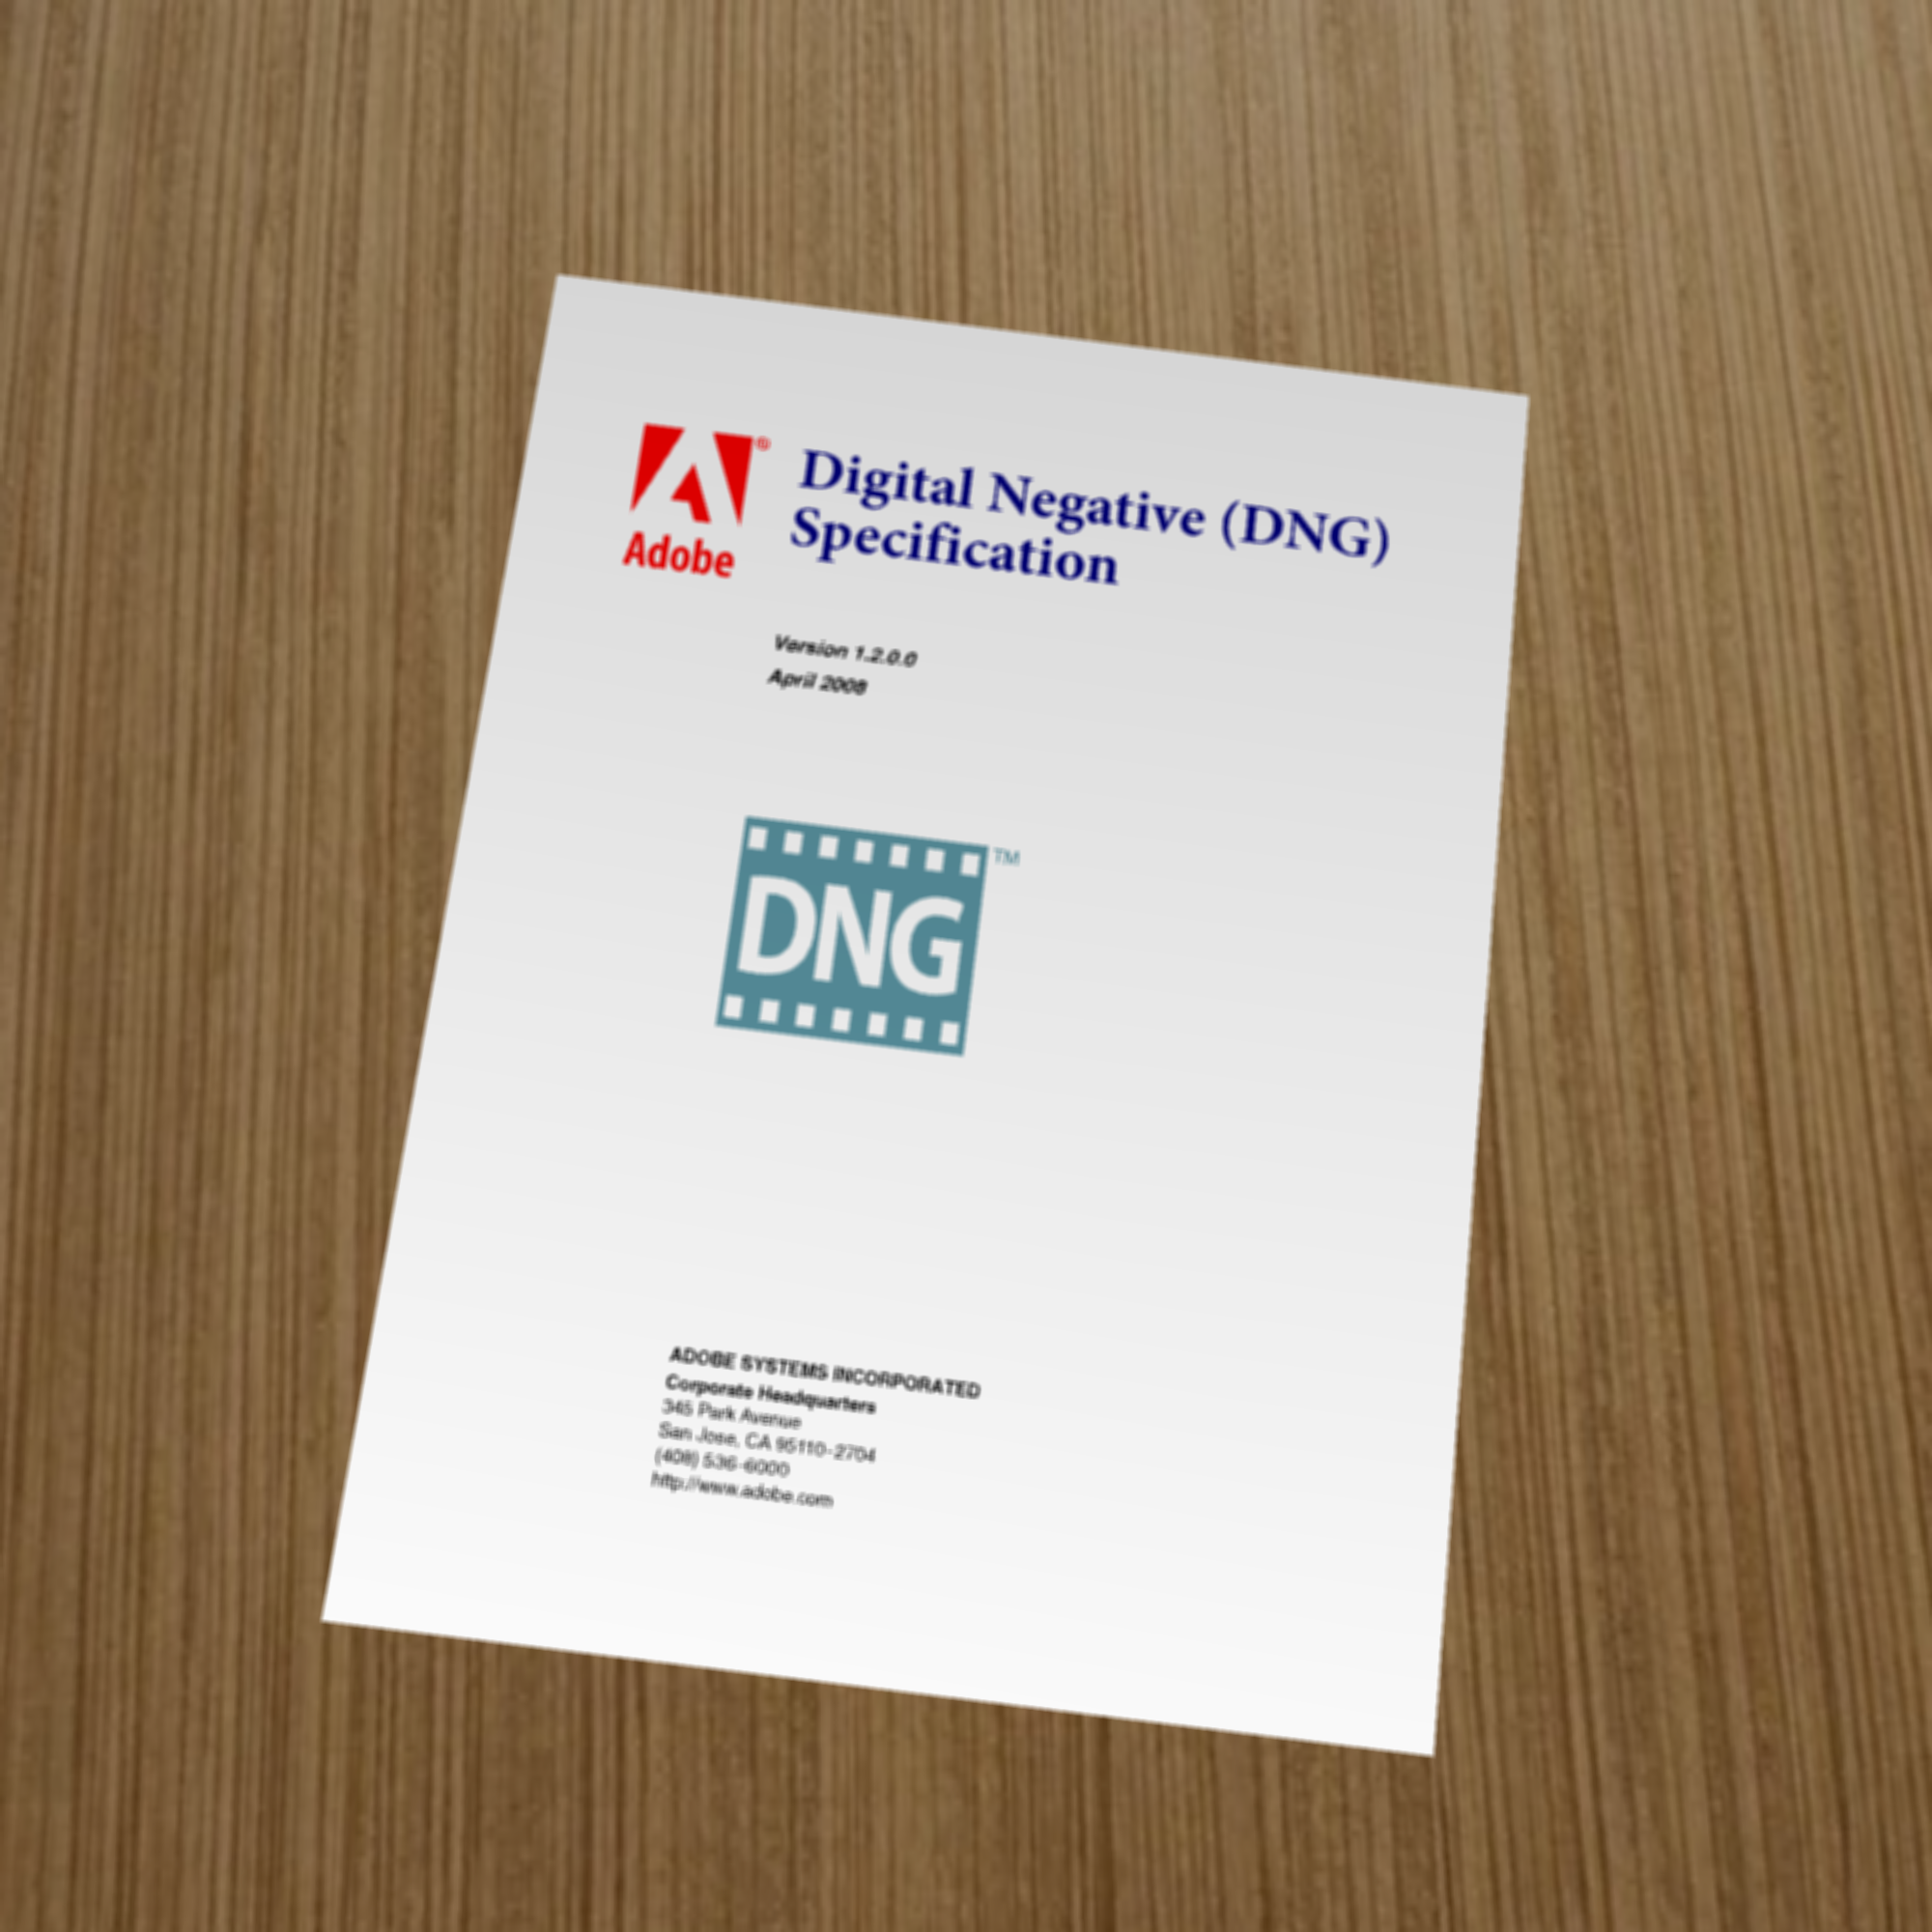 Adobe®
Digital Negative (DNG)
Specification
Version 1.2.0.0
April 2008
DNG™
ADOBE SYSTEMS INCORPORATED
Corporate Headquarters
345 Park Avenue
San Jose, CA 95110-2704
(408) 536-6000
http://www.adobe.com